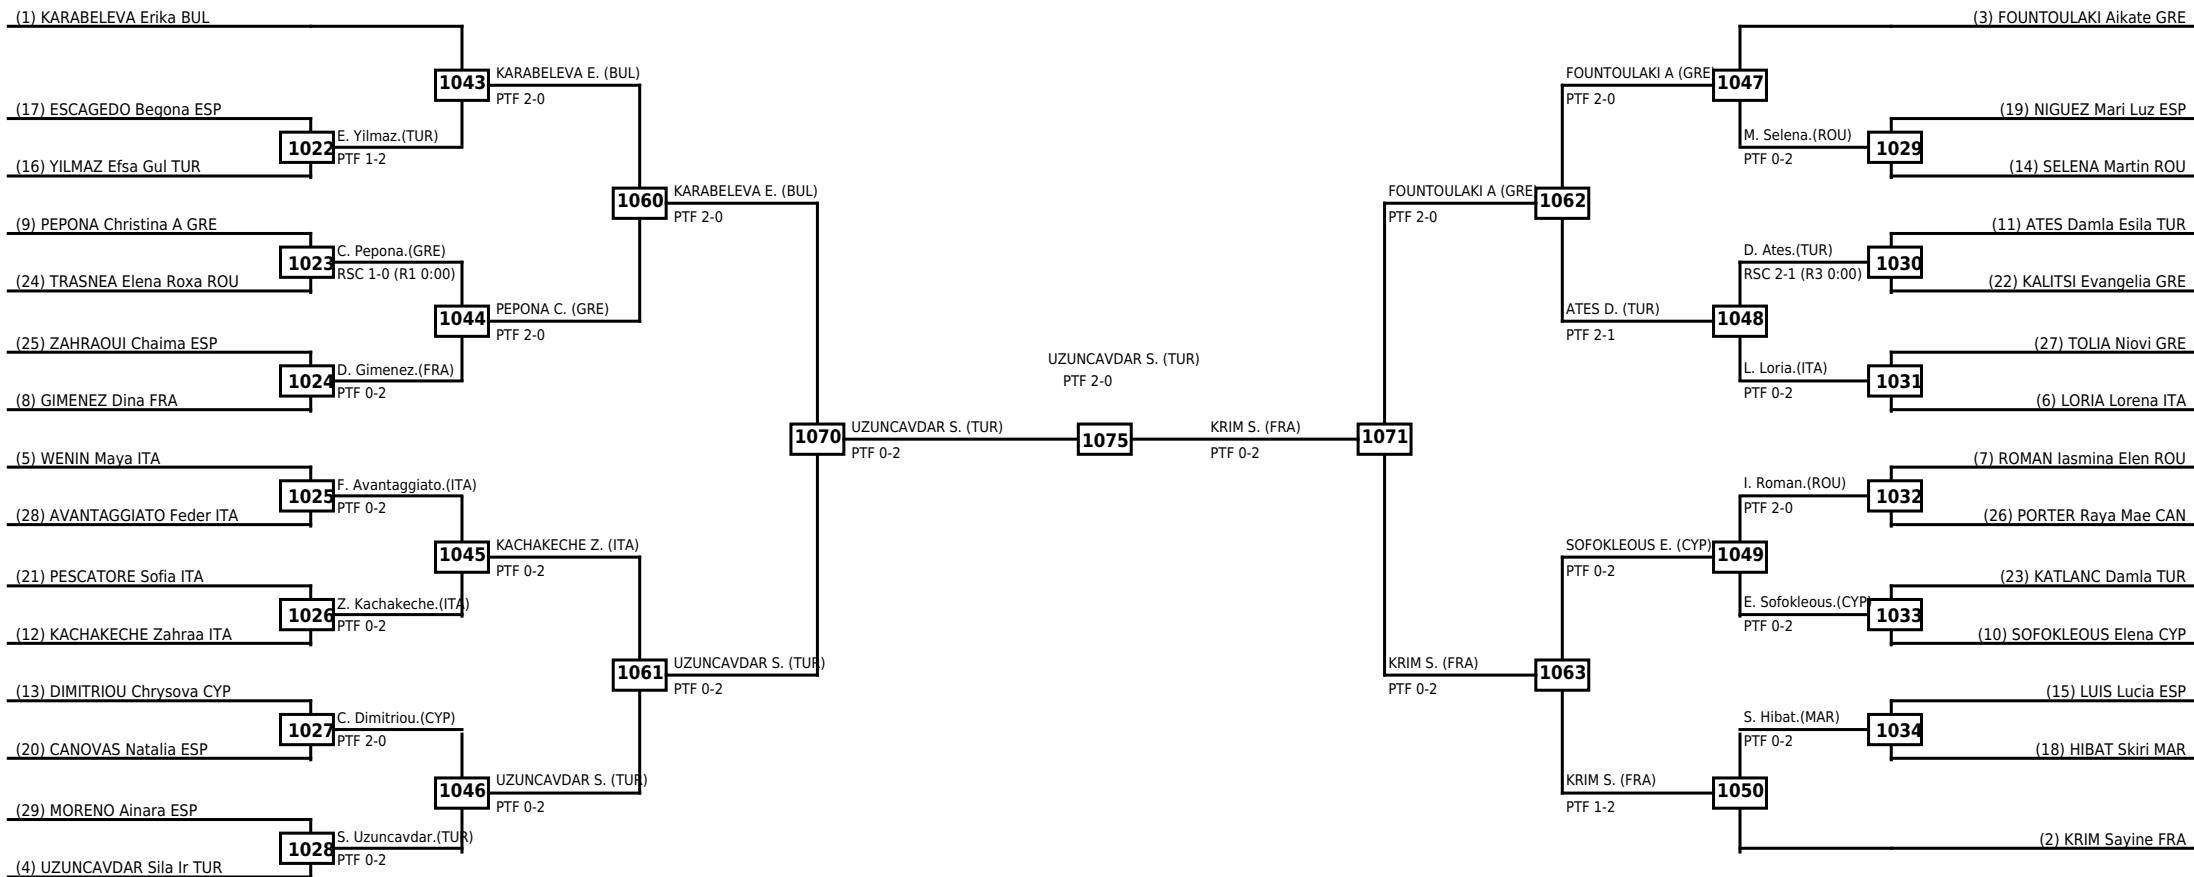 (1) KARABELEVA Erika BUL
(17) ESCAGEDO Begona ESP
(16) YILMAZ Efsa Gul TUR
(9) PEPONA Christina A GRE
(24) TRASNEA Elena Roxa ROU
(25) ZAHRAOUI Chaima ESP
(8) GIMENEZ Dina FRA
(5) WENIN Maya ITA
(28) AVANTAGGIATO Feder ITA
(21) PESCATORE Sofia ITA
(12) KACHAKECHE Zahraa ITA
(13) DIMITRIOU Chrysova CYP
(20) CANOVAS Natalia ESP
(29) MORENO Ainara ESP
(4) UZUNCAVDAR Sila Ir TUR
1022
E. Yilmaz.(TUR)
PTF 1-2
1023
C. Pepona.(GRE)
RSC 1-0 (R1 0:00)
1024
D. Gimenez.(FRA)
PTF 0-2
1025
F. Avantaggiato.(ITA)
PTF 0-2
1026
Z. Kachakeche.(ITA)
PTF 0-2
1027
C. Dimitriou.(CYP)
PTF 2-0
1028
S. Uzuncavdar.(TUR)
PTF 0-2
1043
KARABELEVA E. (BUL)
PTF 2-0
1044
PEPONA C. (GRE)
PTF 2-0
1045
KACHAKECHE Z. (ITA)
PTF 0-2
1046
UZUNCAVDAR S. (TUR)
PTF 0-2
1060
KARABELEVA E. (BUL)
PTF 2-0
1061
UZUNCAVDAR S. (TUR)
PTF 0-2
1070
UZUNCAVDAR S. (TUR)
PTF 0-2
UZUNCAVDAR S. (TUR)
PTF 2-0
1075
KRIM S. (FRA)
PTF 0-2
1071
FOUNTOULAKI A (GRE
PTF 2-0
1062
KRIM S. (FRA)
PTF 0-2
1063
FOUNTOULAKI A (GRE
PTF 2-0
1047
ATES D. (TUR)
PTF 2-1
1048
SOFOKLEOUS E. (CYP)
PTF 0-2
1049
KRIM S. (FRA)
PTF 1-2
1050
M. Selena.(ROU)
PTF 0-2
1029
D. Ates.(TUR)
RSC 2-1 (R3 0:00)
1030
L. Loria.(ITA)
PTF 0-2
1031
I. Roman.(ROU)
PTF 2-0
1032
E. Sofokleous.(CYP)
PTF 0-2
1033
S. Hibat.(MAR)
PTF 0-2
1034
(3) FOUNTOULAKI Aikate GRE
(19) NIGUEZ Mari Luz ESP
(14) SELENA Martin ROU
(11) ATES Damla Esila TUR
(22) KALITSI Evangelia GRE
(27) TOLIA Niovi GRE
(6) LORIA Lorena ITA
(7) ROMAN Iasmina Elen ROU
(26) PORTER Raya Mae CAN
(23) KATLANC Damla TUR
(10) SOFOKLEOUS Elena CYP
(15) LUIS Lucia ESP
(18) HIBAT Skiri MAR
(2) KRIM Sayine FRA